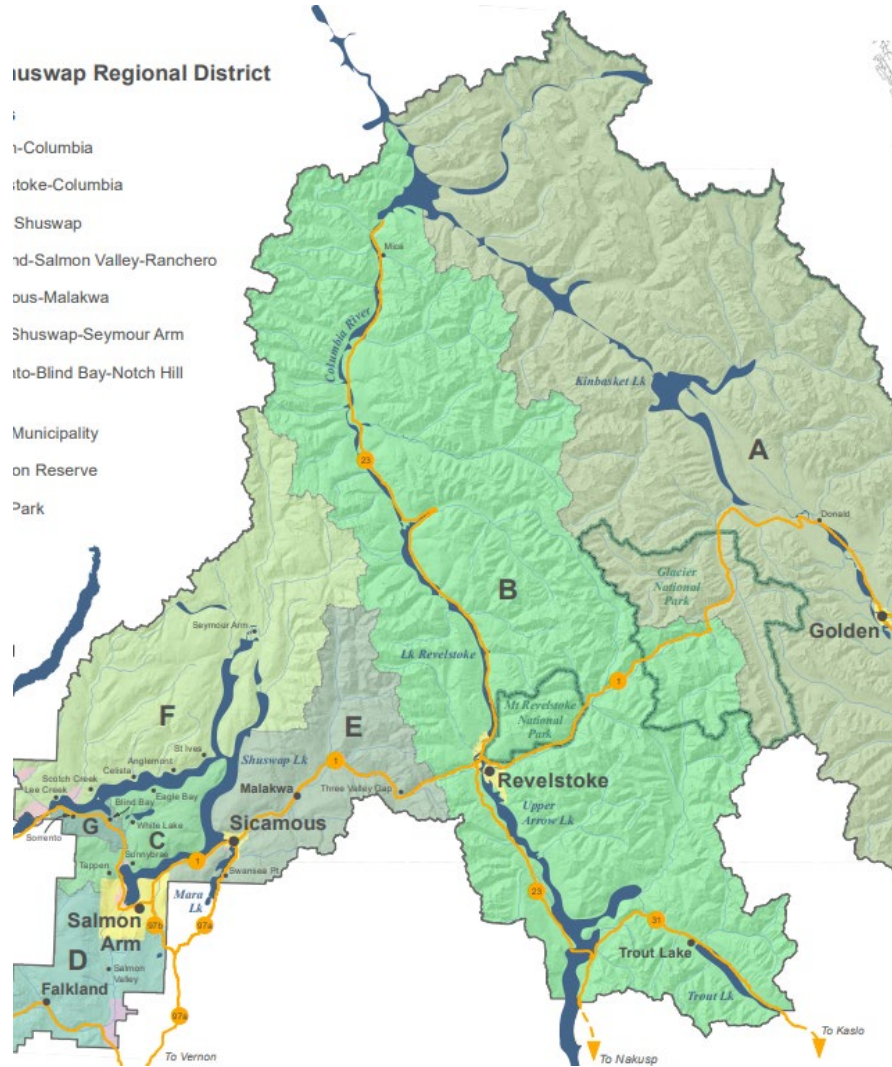 huswap Regional District
s
n-Columbia
stoke-Columbia
Shuswap
nd-Salmon Valley-Ranchero
ous-Malakwa
Shuswap-Seymour Arm
nto-Blind Bay-Notch Hill
Municipality
on Reserve
Park
Mica
Columbia River
Kinbasket Lk
A
23
Donald
B
Glacier
National
Park
Golden
Seymour Arm
Lk Revelstoke
1
F
E
Mt Revelstoke
National
Park
St Ives
Anglemont
Celista
Scotch Creek
Lee Creek
Shuswap Lk
1
Revelstoke
Malakwa
Three Valley Gap
Eagle Bay
Blind Bay
Upper
Arrow Lk
G
White Lake
C
Sorrento
Sicamous
Sunnybrae
1
Tappen
Swansea Pt.
Mara
Lk
23
31
Salmon
Arm
97b
97a
Trout Lake
D
Salmon
Valley
Falkland
Trout Lk
97a
To Vernon
To Nakusp
To Kaslo